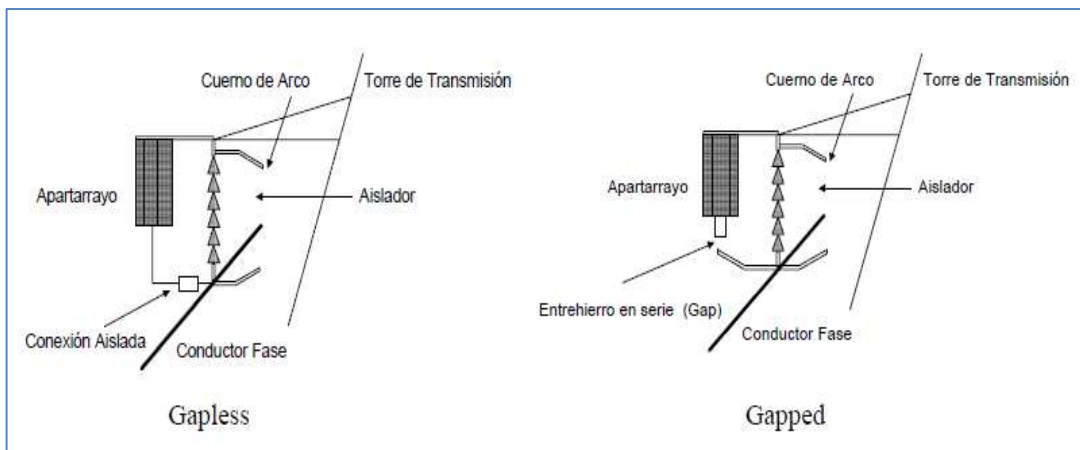 Cuerno de Arco
Torre de Transmisión
Apartarrayo
Aislador
Conexión Aislada
Conductor Fase
Gapless
Cuerno de Arco
Torre de Transmisión
Apartarrayo
Aislador
Entrehierro en serie (Gap)
Conductor Fase
Gapped